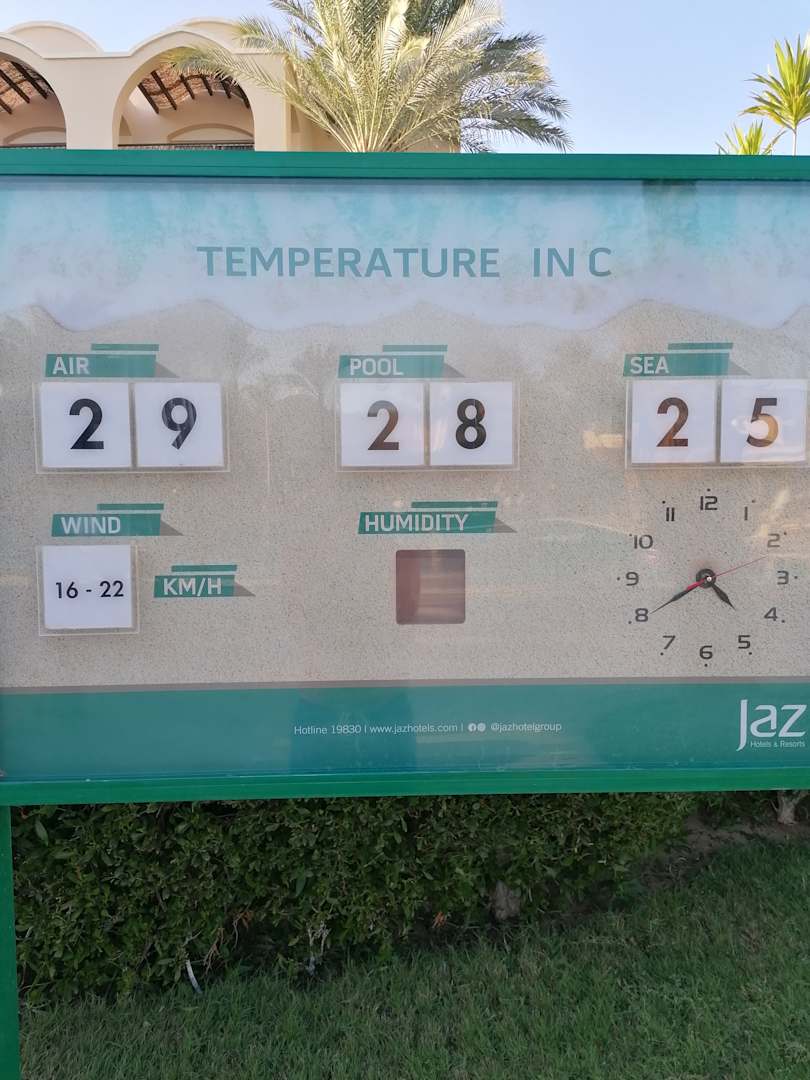 TEMPERATURE IN C
AIR
29
POOL
28
SEA
25
WIND
16 - 22
KM/H
HUMIDITY
12
1
2
3
4
5
6
7
8
9
10
11
Hotline 19830 I www.jazhotels.com I @jazhotelgroup
Jaz
Hotels & Resorts